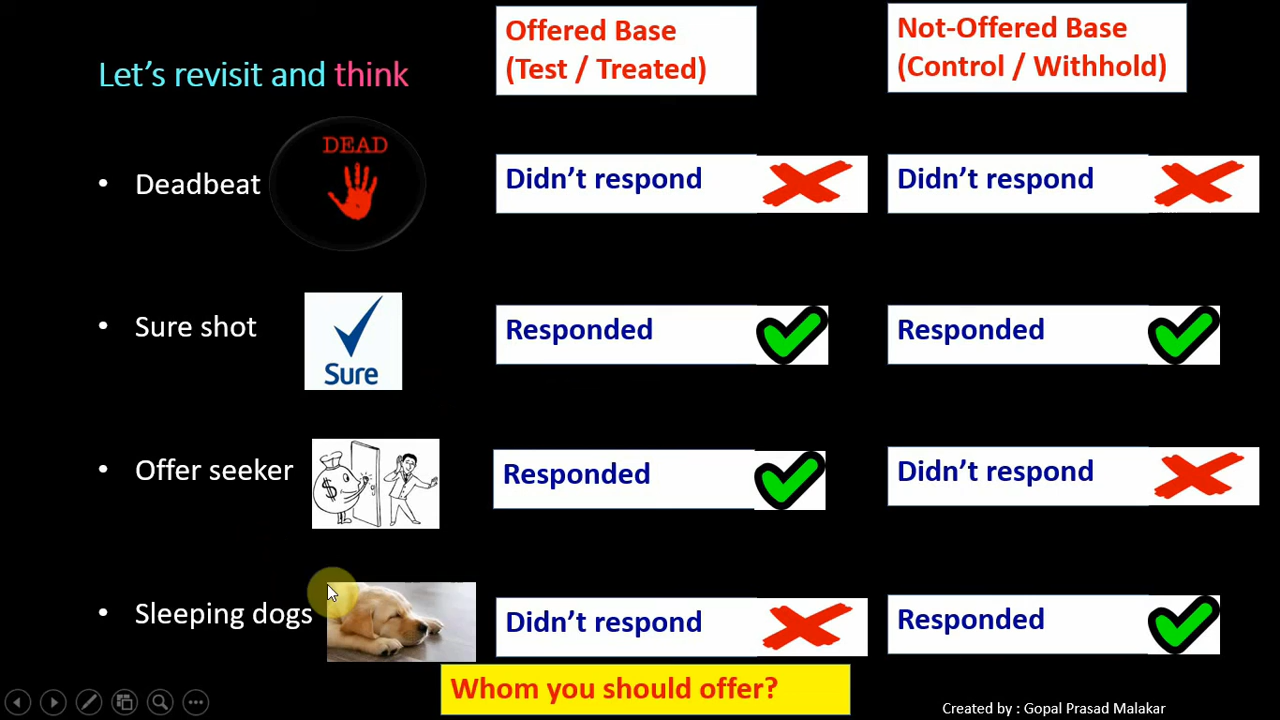 Let's revisit and think
Offered Base
(Test / Treated)
Not-Offered Base
(Control / Withhold)
• Deadbeat
DEAD
Didn't respond
Didn't respond
• Sure shot
Sure
Responded
Responded
• Offer seeker
$
Responded
Didn't respond
• Sleeping dogs
Didn't respond
Responded
Whom you should offer?
Created by : Gopal Prasad Malakar